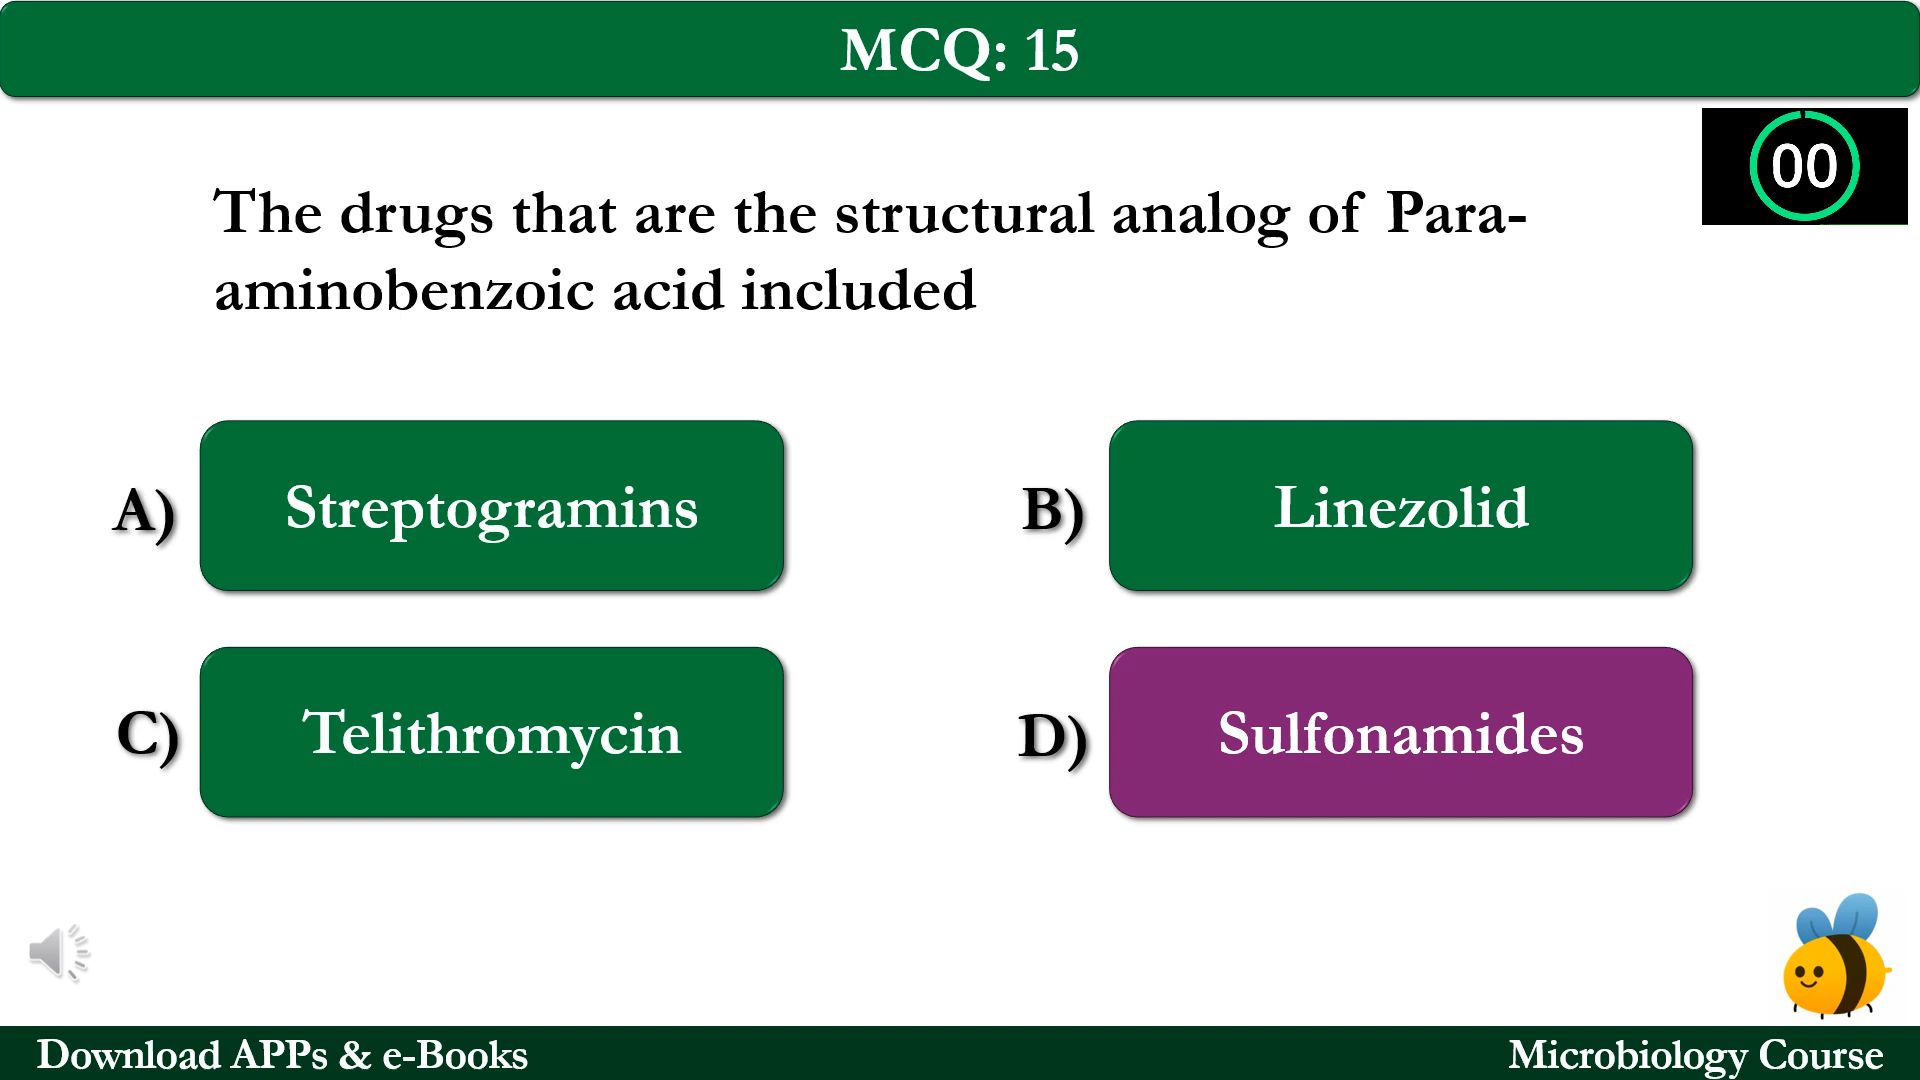 MCQ: 15
00
The drugs that are the structural analog of Para-
aminobenzoic acid included
A) Streptogramins
B) Linezolid
C) Telithromycin
D) Sulfonamides
Download APPs & e-Books
Microbiology Course